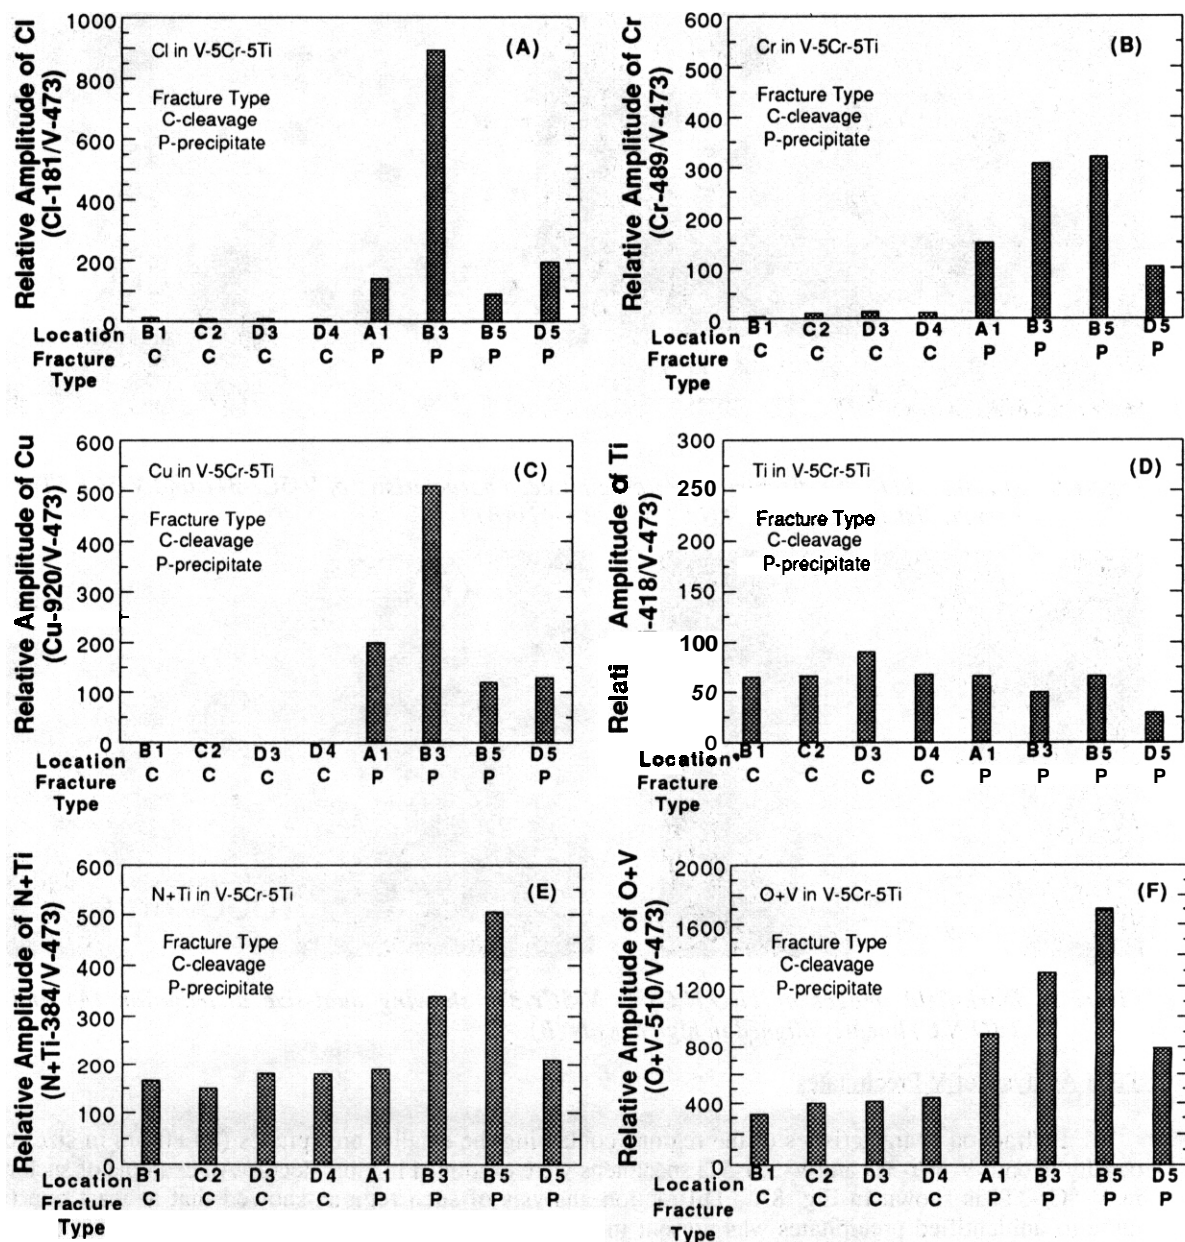 Relative Amplitude of Cl
(Cl-181/V-473)
1000
800
600
400
200
0
Cl in V-5Cr-5Ti
(A)
Fracture Type
C-cleavage
P-precipitate
Location B1 C2 D3 D4 A1 B3 B5 D5
Fracture C C C C P P P P
Type
Relative Amplitude of Cr
(Cr-489/V-473)
600
500
400
300
200
100
0
Cr in V-5Cr-5Ti
(B)
Fracture Type
C-cleavage
P-precipitate
Location B1 C2 D3 D4 A1 B3 B5 D5
Fracture C C C C P P P P
Type
Relative Amplitude of Cu
(Cu-920/V-473)
600
500
400
300
200
100
0
Cu in V-5Cr-5Ti
(C)
Fracture Type
C-cleavage
P-precipitate
Location B1 C2 D3 D4 A1 B3 B5 D5
Fracture C C C C P P P P
Type
Relati Amplitude of Ti
-418/V-473)
300
250
200
150
100
50
0
Ti in V-5Cr-5Ti
(D)
Fracture Type
C-cleavage
P-precipitate
Location* B1 C2 D3 D4 A1 B3 B5 D5
Fracture C C C C P P P P
Type
Relative Amplitude of N+Ti
(N+Ti-384/V-473)
600
500
400
300
200
100
0
N+Ti in V-5Cr-5Ti
(E)
Fracture Type
C-cleavage
P-precipitate
Location B1 C2 D3 D4 A1 B3 B5 D5
Fracture C C C C P P P P
Type
Relative Amplitude of O+V
(O+V-510/V-473)
2000
1600
1200
800
400
0
O+V in V-5Cr-5Ti
(F)
Fracture Type
C-cleavage
P-precipitate
Location B1 C2 D3 D4 A1 B3 B5 D5
Fracture C C C C P P P P
Type